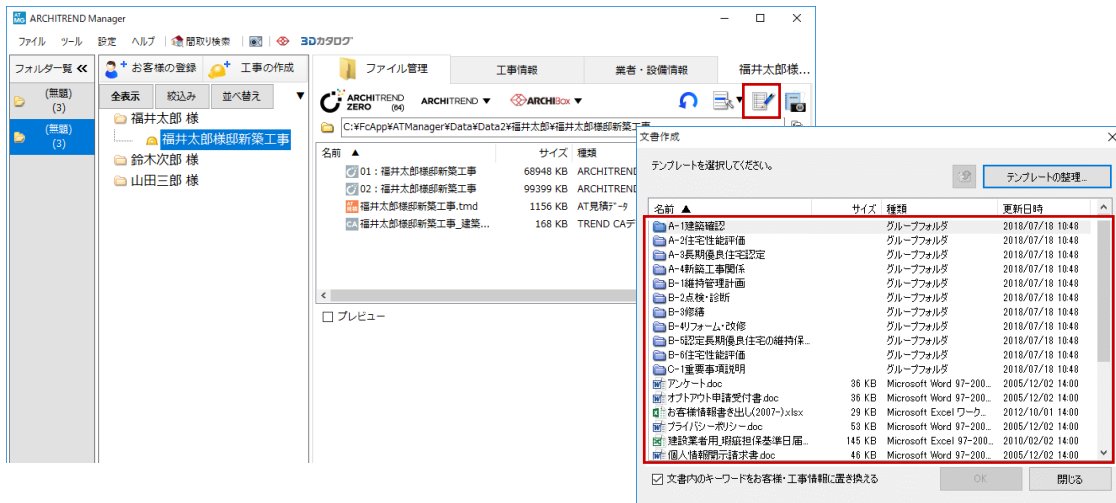 ARCHITREND Manager
ファイル ツール 設定 ヘルプ 間取り検索 3Dカタログ
フォルダ一覧
(無題)
(3)
(無題)
(3)
お客様の登録 工事の作成
全表示 絞込み 並べ替え ▼
福井太郎 様
福井太郎様邸新築工事
鈴木次郎 様
山田三郎 様
ファイル管理 工事情報 業者・設備情報 福井太郎様...
ARCHITREND ZERO (64) ARCHITREND ▼ ARCHIBox ▼
C:¥FcApp¥ATManager¥Data¥Data2¥福井太郎¥福井太郎様邸新築工事
名前 ▲ サイズ 種類
01：福井太郎様邸新築工事 68948 KB ARCHITREND
02：福井太郎様邸新築工事 99399 KB ARCHITREND
福井太郎様邸新築工事.tmd 1156 KB AT見積データ
福井太郎様邸新築工事_建築... 168 KB TREND CAデ
プレビュー
文書作成
テンプレートを選択してください。
テンプレートの整理...
名前 ▲ サイズ 種類 更新日時
A-1建築確認 グループフォルダ 2018/07/18 10:48
A-2住宅性能評価 グループフォルダ 2018/07/18 10:48
A-3長期優良住宅認定 グループフォルダ 2018/07/18 10:48
A-4新築工事関係 グループフォルダ 2018/07/18 10:48
B-1維持管理計画 グループフォルダ 2018/07/18 10:48
B-2点検・診断 グループフォルダ 2018/07/18 10:48
B-3修繕 グループフォルダ 2018/07/18 10:48
B-4リフォーム・改修 グループフォルダ 2018/07/18 10:48
B-5認定長期優良住宅の維持保... グループフォルダ 2018/07/18 10:48
B-6住宅性能評価 グループフォルダ 2018/07/18 10:48
C-1重要事項説明 グループフォルダ 2018/07/18 10:48
アンケート.doc 36 KB Microsoft Word 97-200... 2005/12/02 14:00
オプトアウト申請受付書.doc 36 KB Microsoft Word 97-200... 2005/12/02 14:00
お客様情報書き出し(2007-).xlsx 29 KB Microsoft Excel ワーク... 2012/10/01 14:00
プライバシーポリシー.doc 53 KB Microsoft Word 97-200... 2005/12/02 14:00
建設業者用_瑕疵担保基準日届... 145 KB Microsoft Excel 97-200... 2010/02/02 14:00
個人情報開示請求書.doc 46 KB Microsoft Word 97-200... 2005/12/02 14:00
文書内のキーワードをお客様・工事情報に置き換える OK 閉じる